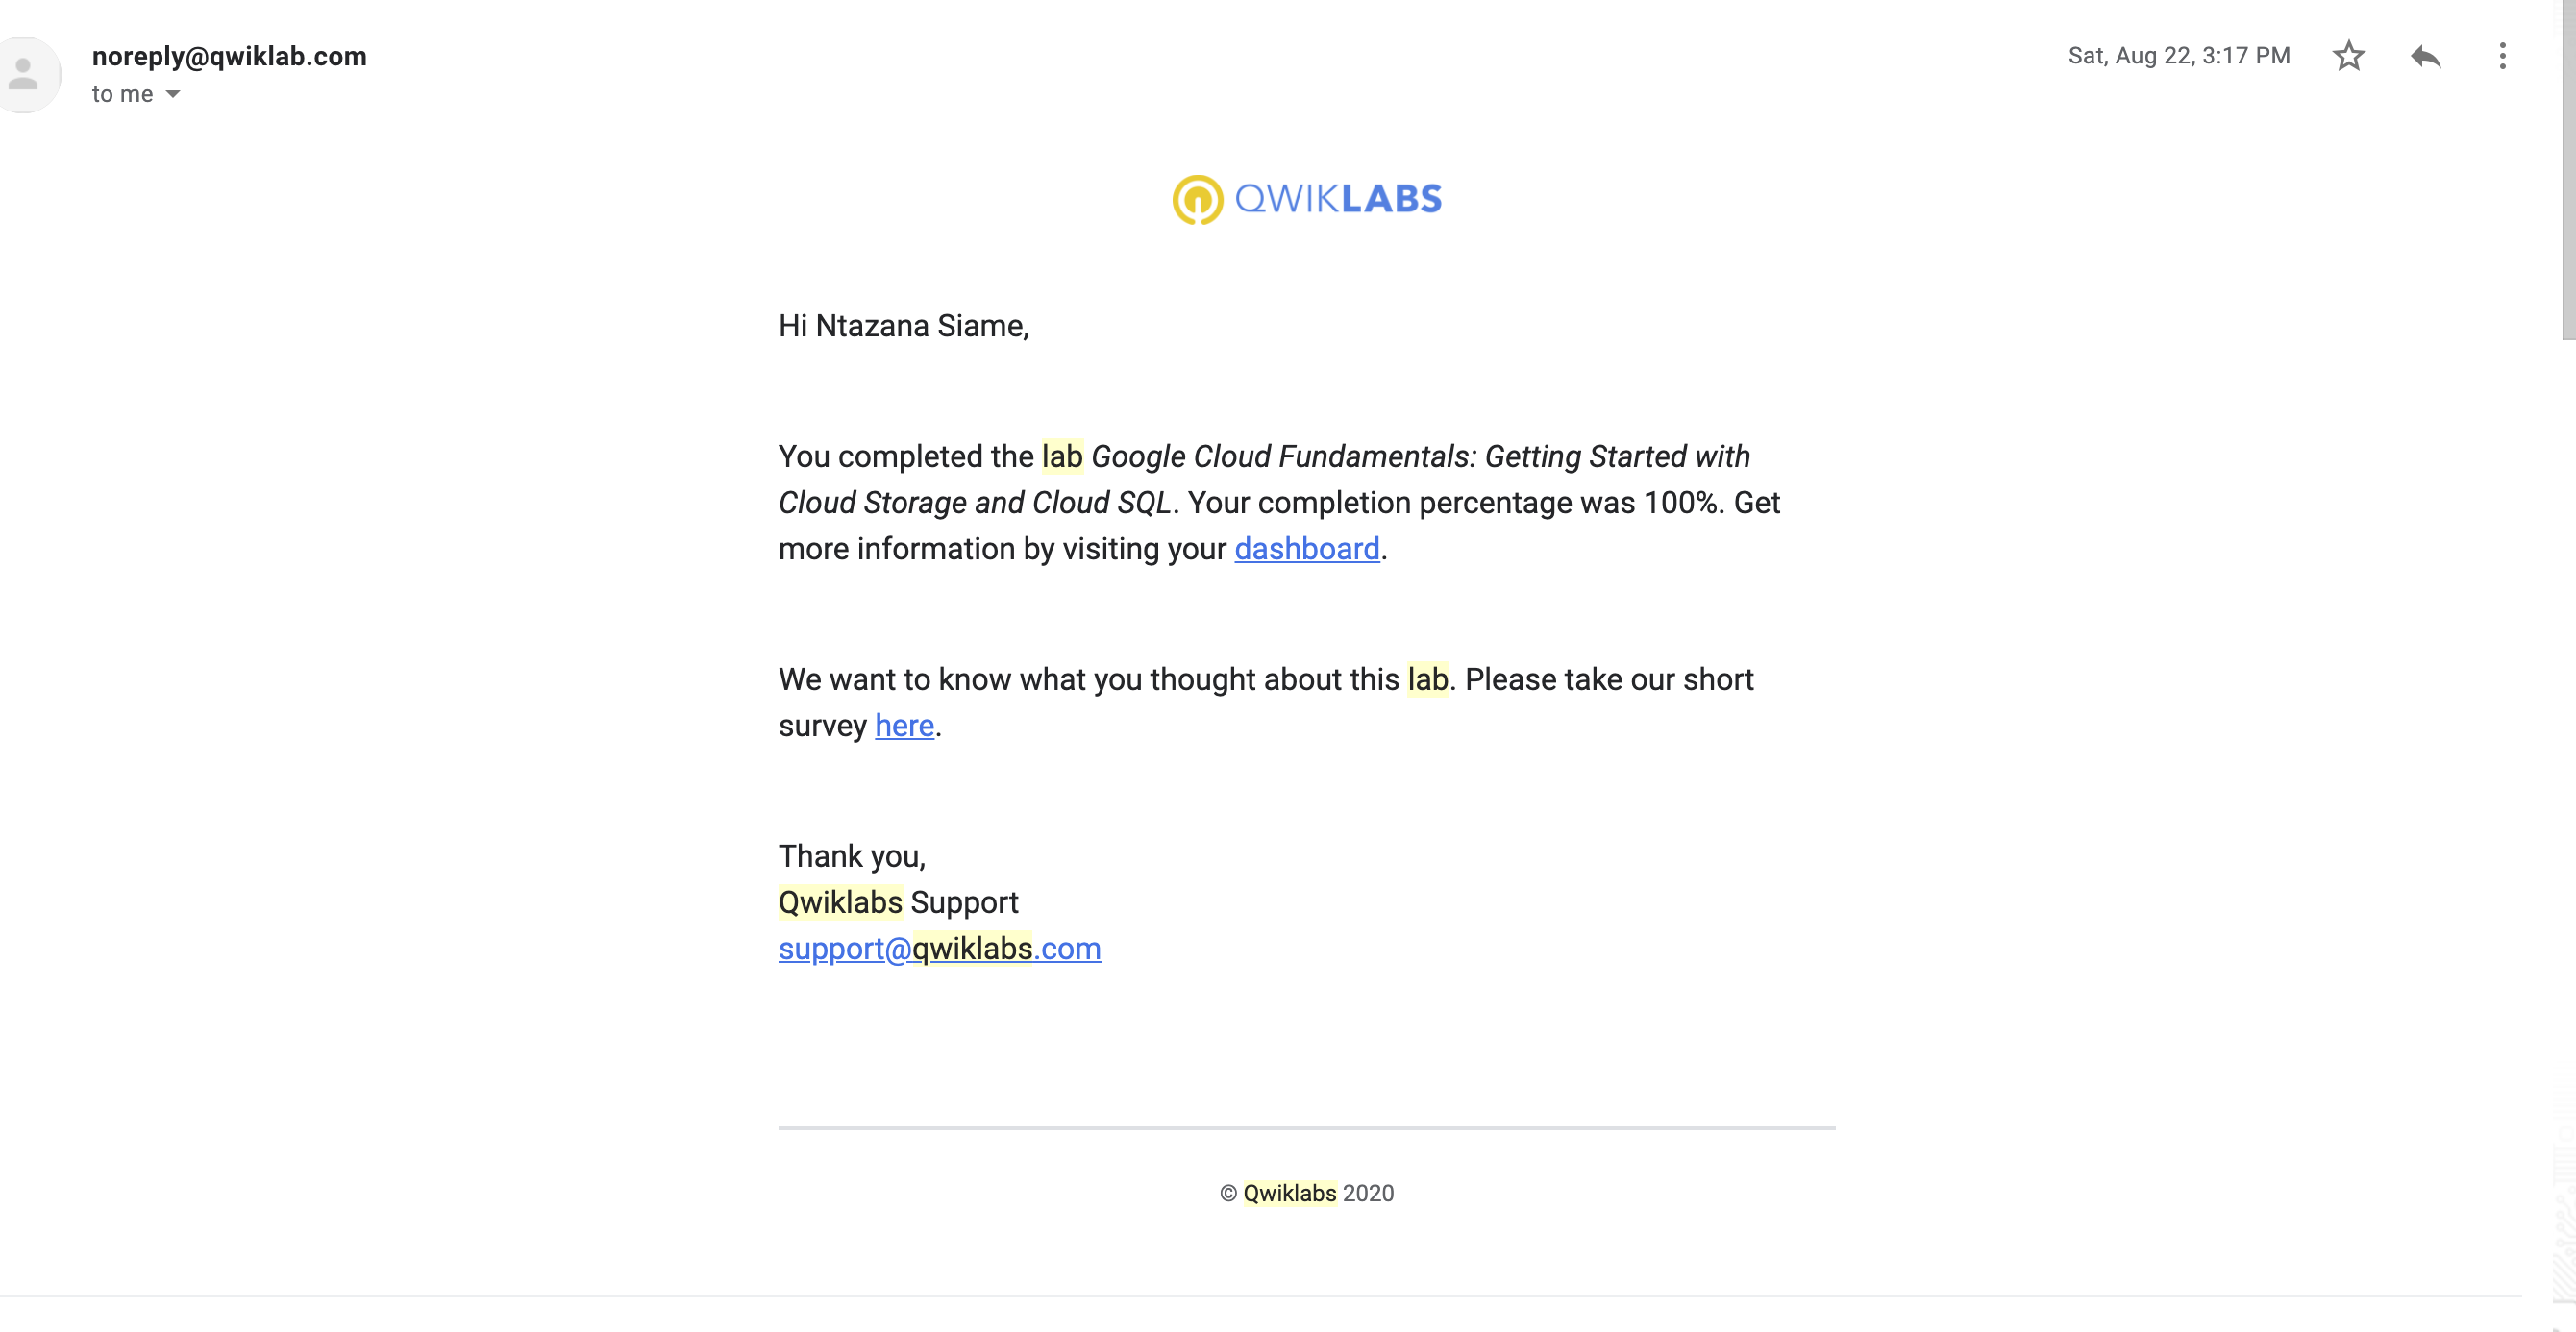 noreply@qwiklab.com
Sat, Aug 22, 3:17 PM
to me
QWIKLABS
Hi Ntazana Siame,
You completed the lab Google Cloud Fundamentals: Getting Started with
Cloud Storage and Cloud SQL. Your completion percentage was 100%. Get
more information by visiting your dashboard.
We want to know what you thought about this lab. Please take our short
survey here.
Thank you,
Qwiklabs Support
support@qwiklabs.com
© Qwiklabs 2020